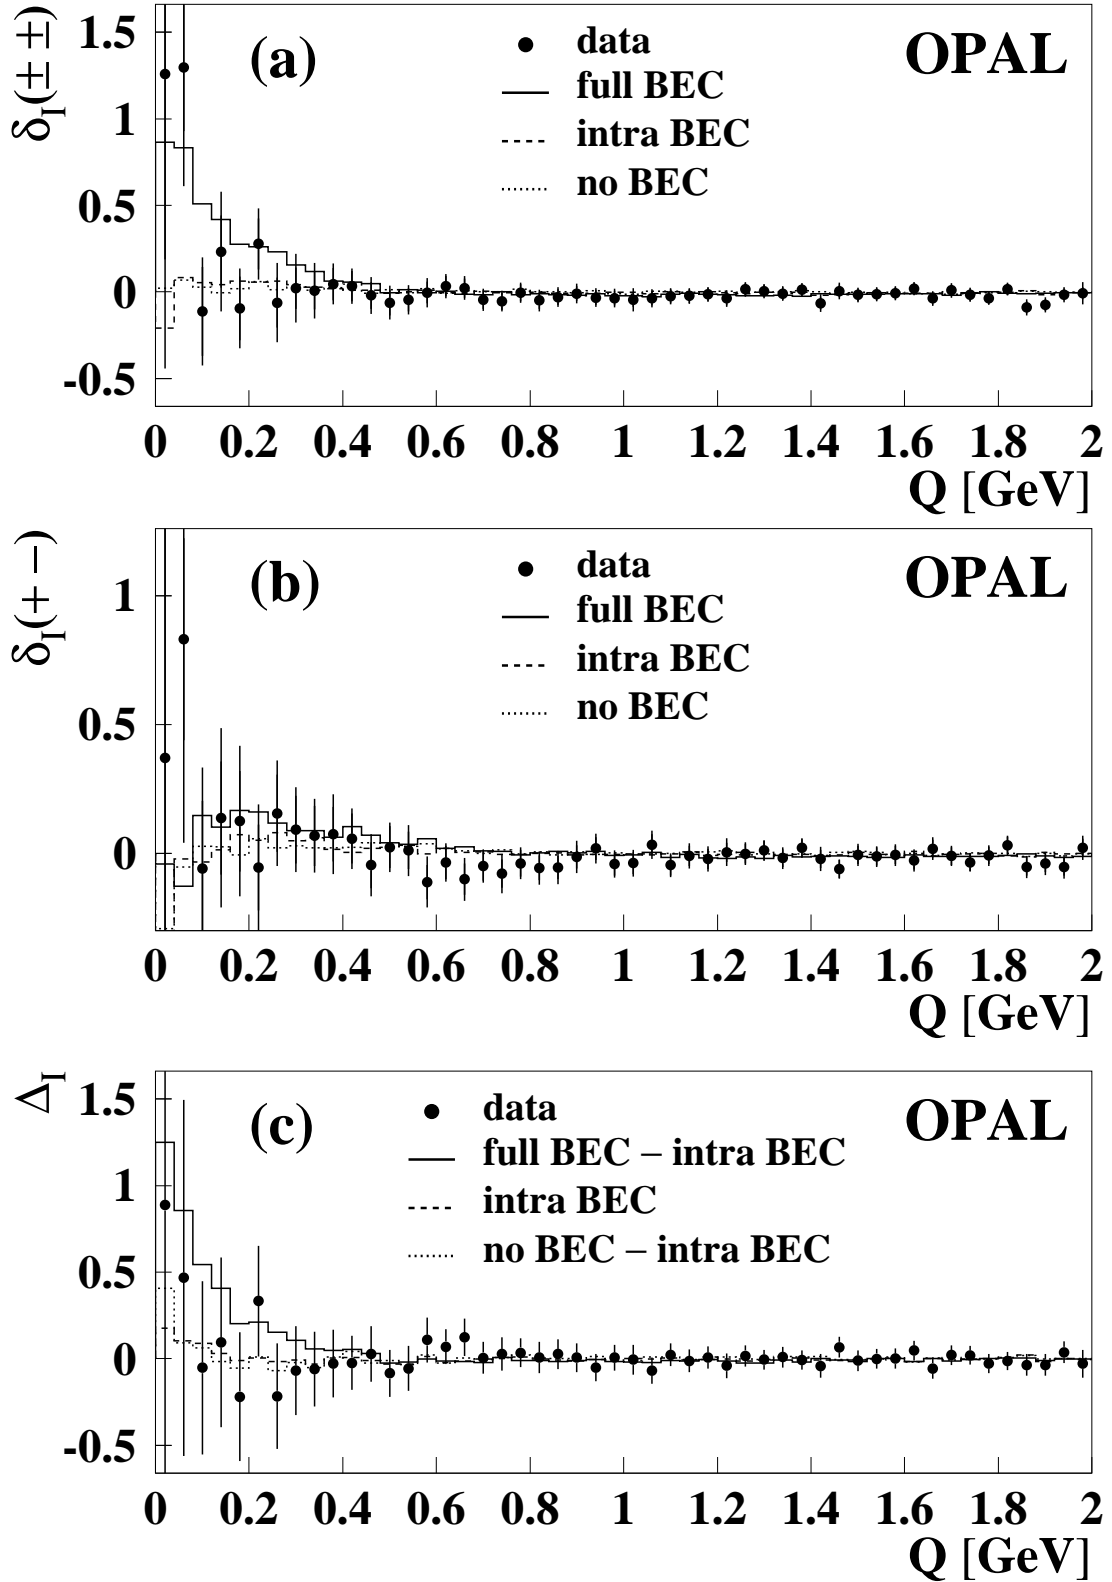 δI(± ±)
1.5
1
0.5
0
-0.5
(a)
data
full BEC
intra BEC
no BEC
OPAL
0 0.2 0.4 0.6 0.8 1 1.2 1.4 1.6 1.8 2
Q [GeV]
δI(+ −)
1
0.5
0
(b)
data
full BEC
intra BEC
no BEC
OPAL
0 0.2 0.4 0.6 0.8 1 1.2 1.4 1.6 1.8 2
Q [GeV]
ΔI
1.5
1
0.5
0
-0.5
(c)
data
full BEC − intra BEC
intra BEC
no BEC − intra BEC
OPAL
0 0.2 0.4 0.6 0.8 1 1.2 1.4 1.6 1.8 2
Q [GeV]